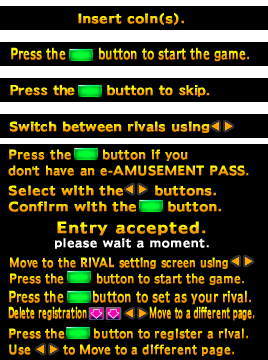 Insert coin(s).
Press the button to start the game.
Press the button to skip.
Switch between rivals using
Press the button if you
don't have an e-AMUSEMENT PASS.
Select with the buttons.
Confirm with the button.
Entry accepted.
please wait a moment.
Move to the RIVAL setting screen using
Press the button to start the game.
Press the button to set as your rival.
Delete registration Move to a different page.
Press the button to register a rival.
Use to Move to a different page.